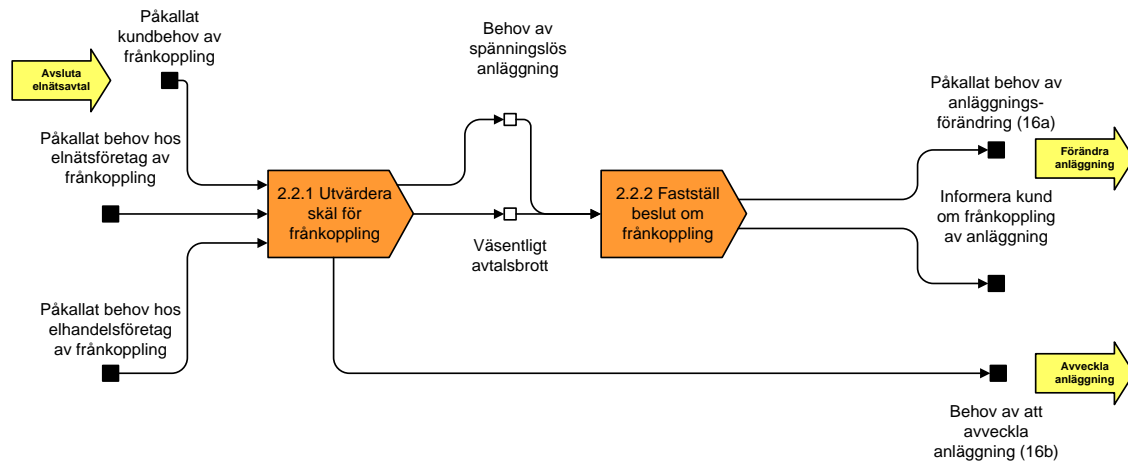 Påkallat
kundbehov av
frånkoppling
Avsluta
elnätsavtal
Påkallat behov hos
elnätsföretag av
frånkoppling
Påkallat behov hos
elhandelsföretag
av frånkoppling
2.2.1 Utvärdera
skäl för
frånkoppling
Behov av
spänningslös
anläggning
Väsentligt
avtalsbrott
2.2.2 Fastställ
beslut om
frånkoppling
Påkallat behov av
anläggnings-
förändring (16a)
Förändra
anläggning
Informera kund
om frånkoppling
av anläggning
Avveckla
anläggning
Behov av att
avveckla
anläggning (16b)